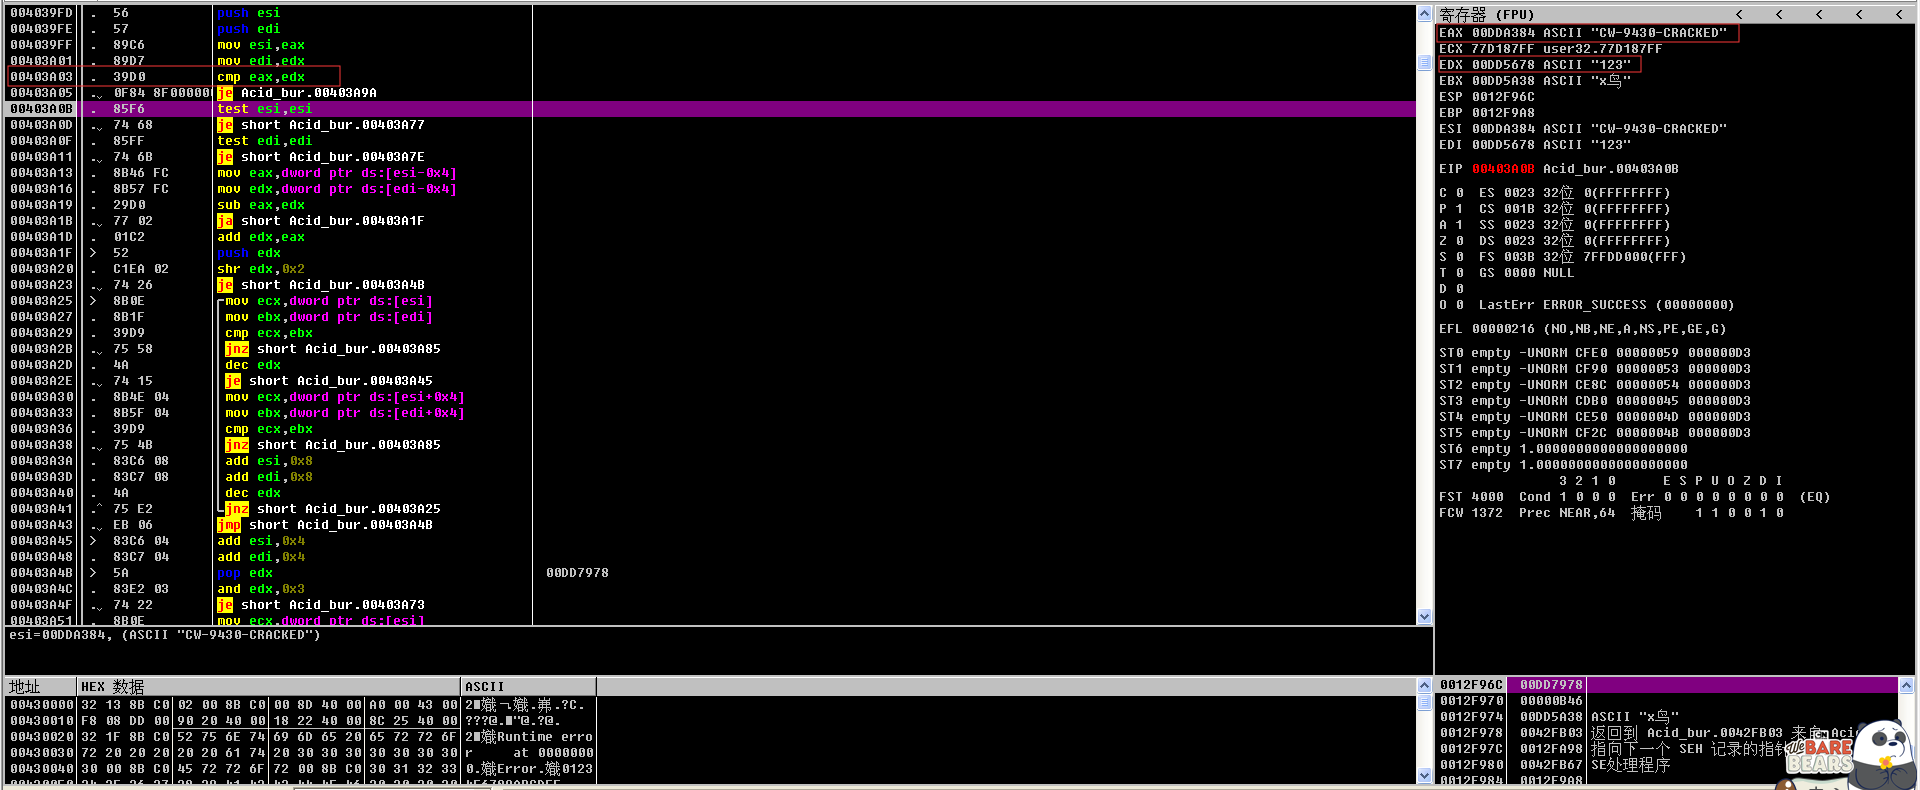 004039FD . 56 push esi
004039FE . 57 push edi
004039FF . 89C6 mov esi,eax
00403A01 . 89D7 mov edi,edx
00403A03 . 39D0 cmp eax,edx
00403A05 . 0F84 8F00000 je Acid_bur.00403A9A
00403A0B . 85F6 test esi,esi
00403A0D . 74 68 je short Acid_bur.00403A77
00403A0F . 85FF test edi,edi
00403A11 . 74 6B je short Acid_bur.00403A7E
00403A13 . 8B46 FC mov eax,dword ptr ds:[esi-0x4]
00403A16 . 8B57 FC mov edx,dword ptr ds:[edi-0x4]
00403A19 . 29D0 sub eax,edx
00403A1B . 77 02 ja short Acid_bur.00403A1F
00403A1D . 01C2 add edx,eax
00403A1F > 52 push edx
00403A20 . C1EA 02 shr edx,0x2
00403A23 . 74 26 je short Acid_bur.00403A4B
00403A25 > 8B0E mov ecx,dword ptr ds:[esi]
00403A27 . 8B1F mov ebx,dword ptr ds:[edi]
00403A29 . 39D9 cmp ecx,ebx
00403A2B . 75 58 jnz short Acid_bur.00403A85
00403A2D . 4A dec edx
00403A2E . 74 15 je short Acid_bur.00403A45
00403A30 . 8B4E 04 mov ecx,dword ptr ds:[esi+0x4]
00403A33 . 8B5F 04 mov ebx,dword ptr ds:[edi+0x4]
00403A36 . 39D9 cmp ecx,ebx
00403A38 . 75 4B jnz short Acid_bur.00403A85
00403A3A . 83C6 08 add esi,0x8
00403A3D . 83C7 08 add edi,0x8
00403A40 . 4A dec edx
00403A41 . 75 E2 jnz short Acid_bur.00403A25
00403A43 . EB 06 jmp short Acid_bur.00403A4B
00403A45 > 83C6 04 add esi,0x4
00403A48 . 83C7 04 add edi,0x4
00403A4B > 5A pop edx 00DD7978
00403A4C . 83E2 03 and edx,0x3
00403A4F . 74 22 je short Acid_bur.00403A73
00403A51 . 8B0E mov ecx,dword ptr ds:[esi]
esi=00DDA384, (ASCII "CW-9430-CRACKED")
寄存器 (FPU) < < < < <
EAX 00DDA384 ASCII "CW-9430-CRACKED"
ECX 77D187FF user32.77D187FF
EDX 00DD5678 ASCII "123"
EBX 00DD5A38 ASCII "x鸟"
ESP 0012F96C
EBP 0012F9A8
ESI 00DDA384 ASCII "CW-9430-CRACKED"
EDI 00DD5678 ASCII "123"
EIP 00403A0B Acid_bur.00403A0B
C 0 ES 0023 32位 0(FFFFFFFF)
P 1 CS 001B 32位 0(FFFFFFFF)
A 1 SS 0023 32位 0(FFFFFFFF)
Z 0 DS 0023 32位 0(FFFFFFFF)
S 0 FS 003B 32位 7FFDD000(FFF)
T 0 GS 0000 NULL
D 0
O 0 LastErr ERROR_SUCCESS (00000000)
EFL 00000216 (NO,NB,NE,A,NS,PE,GE,G)
ST0 empty -UNORM CFE0 00000059 000000D3
ST1 empty -UNORM CF90 00000053 000000D3
ST2 empty -UNORM CE8C 00000054 000000D3
ST3 empty -UNORM CDB0 00000045 000000D3
ST4 empty -UNORM CE50 0000004D 000000D3
ST5 empty -UNORM CF2C 0000004B 000000D3
ST6 empty 1.0000000000000000000
ST7 empty 1.0000000000000000000
3 2 1 0 E S P U O Z D I
FST 4000 Cond 1 0 0 0 Err 0 0 0 0 0 0 0 0 (EQ)
FCW 1372 Prec NEAR,64 掩码 1 1 0 0 1 0
地址 HEX 数据 ASCII
00430000 32 13 8B C0 02 00 8B C0 00 8D 40 00 A0 00 43 00
00430010 F8 08 DD 00 90 20 40 00 18 22 40 00 8C 25 40 00
00430020 32 1F 8B C0 52 75 6E 74 69 6D 65 20 65 72 72 6F Runtime erro
00430030 72 20 20 20 20 20 61 74 20 30 30 30 30 30 30 30 r at 0000000
00430040 30 00 8B C0 45 72 72 6F 72 00 8B C0 30 31 32 33 0.Error.0123
0012F96C 00DD7978
0012F970 00000B46
0012F974 00DD5A38 ASCII "x鸟"
0012F978 0042FB03 返回到 Acid_bur.0042FB03 来自 Aci
0012F97C 0012FA98 指向下一个 SEH 记录的指针
0012F980 0042FB67 SE处理程序
0012F984 0012F9A8
We BARE BEARS